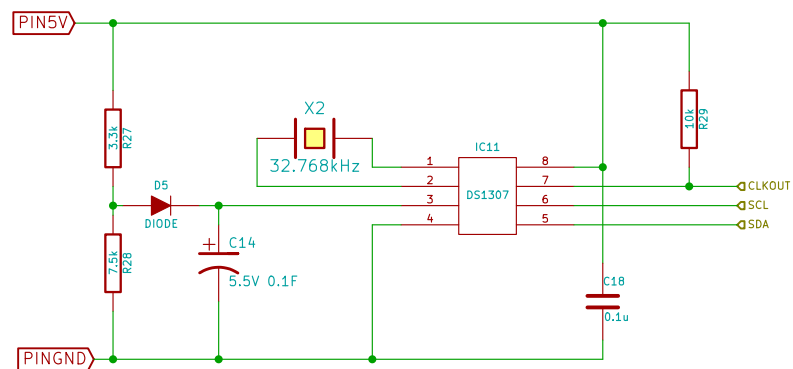 PIN5V
X2
32.768kHz
3.3k
R27
10k
R29
IC11
DS1307
1
2
3
4
8
7
6
5
CLKOUT
SCL
SDA
D5
DIODE
7.5k
R28
C14
5.5V 0.1F
C18
0.1u
PINGND